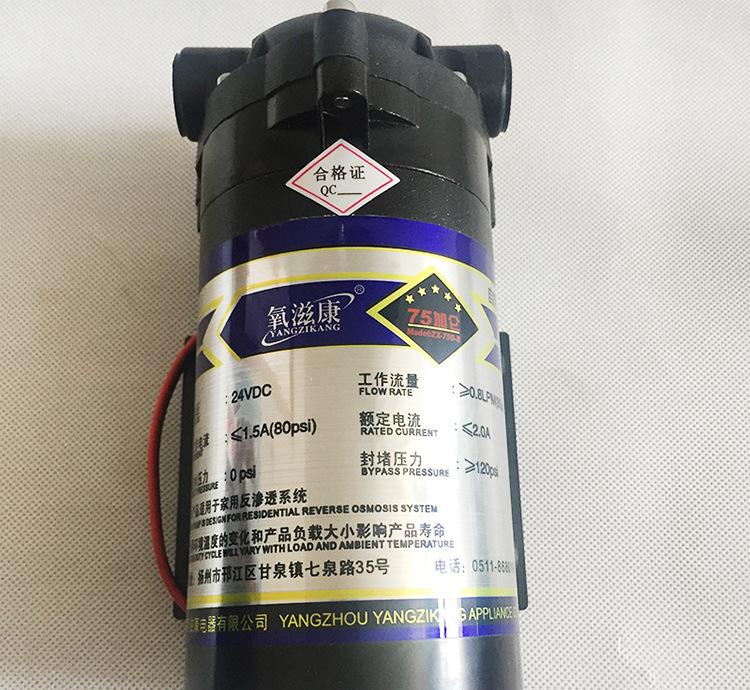 合格证
QC
氧滋康®
YANGZIKANG
75加仑
24VDC
工作流量
FLOW RATE
≥0.8LPM
≤1.5A(80psi)
额定电流
RATED CURRENT
: ≤2.0A
: 0 psi
封堵压力
BYPASS PRESSURE
: ≥120psi
适用于家用反渗透系统
IS DESIGN FOR RESIDENTIAL REVERSE OSMOSIS SYSTEM
温度的变化和产品负载大小影响产品寿命
CYCLE WILL VARY WITH LOAD AND AMBIENT TEMPERATURE
扬州市邗江区甘泉镇七泉路35号
电话: 0511-8680
电器有限公司 YANGZHOU YANGZIKANG APPLIANCE